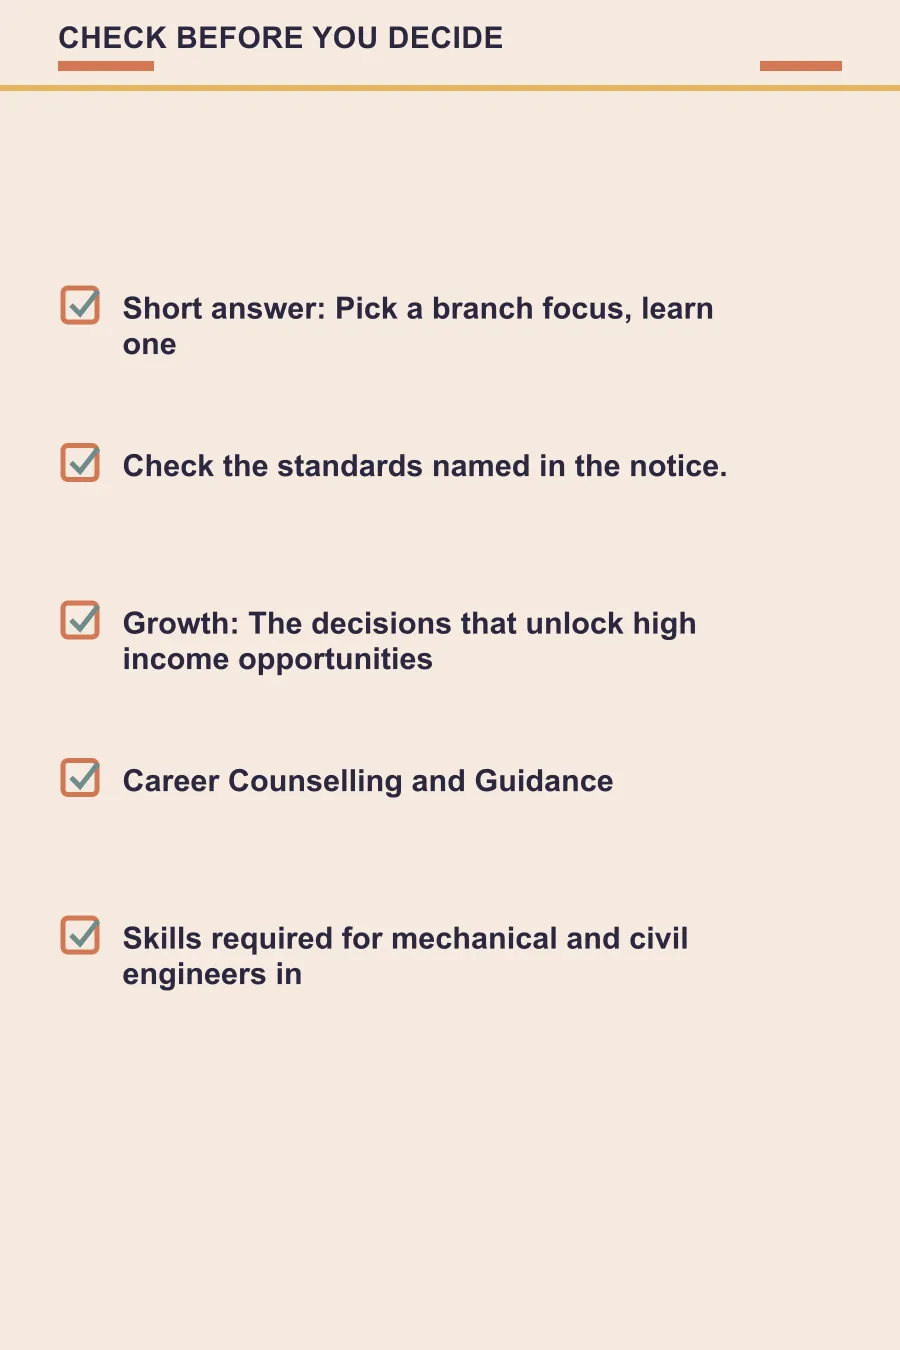 CHECK BEFORE YOU DECIDE
Short answer: Pick a branch focus, learn
one
Check the standards named in the notice.
Growth: The decisions that unlock high
income opportunities
Career Counselling and Guidance
Skills required for mechanical and civil
engineers in